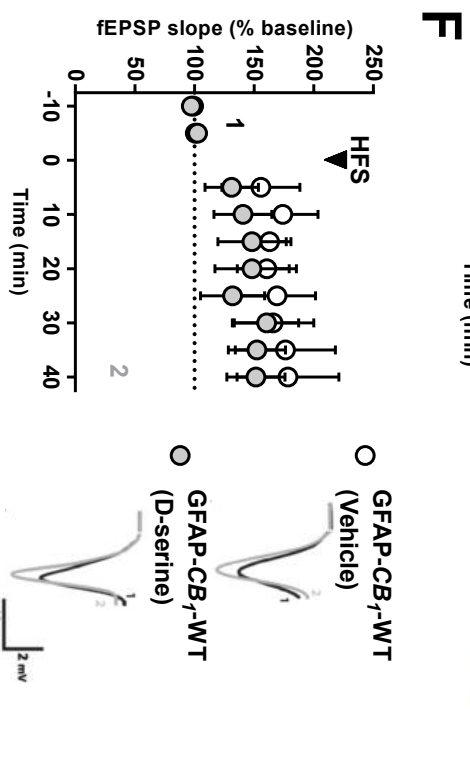 F
Time (min)
fEPSP slope (% baseline)
250
200
150
100
50
0
HFS
1
2
-10 0 10 20 30 40
Time (min)
GFAP-CB₁-WT
(Vehicle)
1
2
GFAP-CB₁-WT
(D-serine)
1
2
2 mV